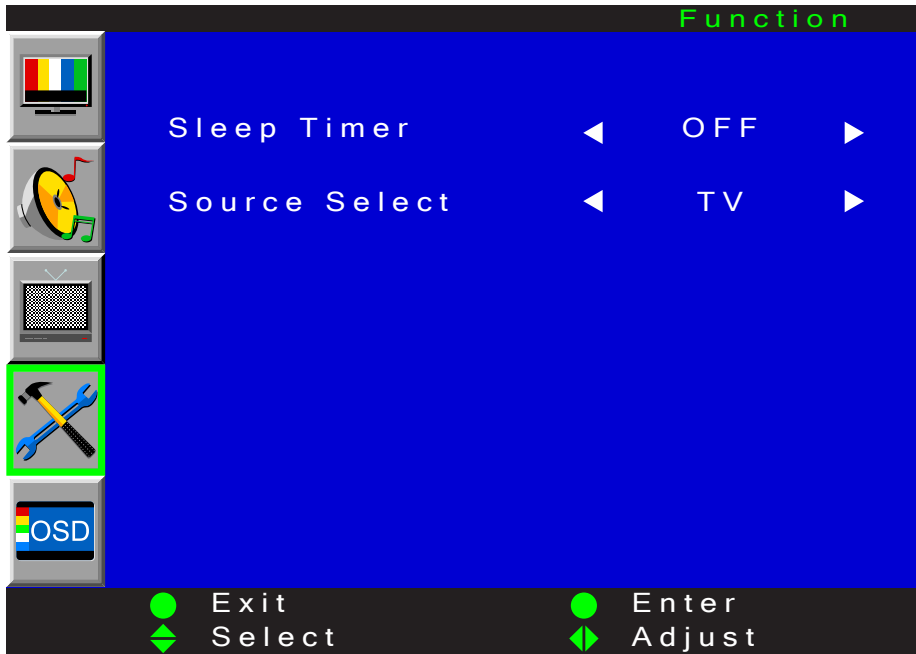 Function
Sleep Timer OFF
Source Select TV
OSD
Exit Enter
Select Adjust